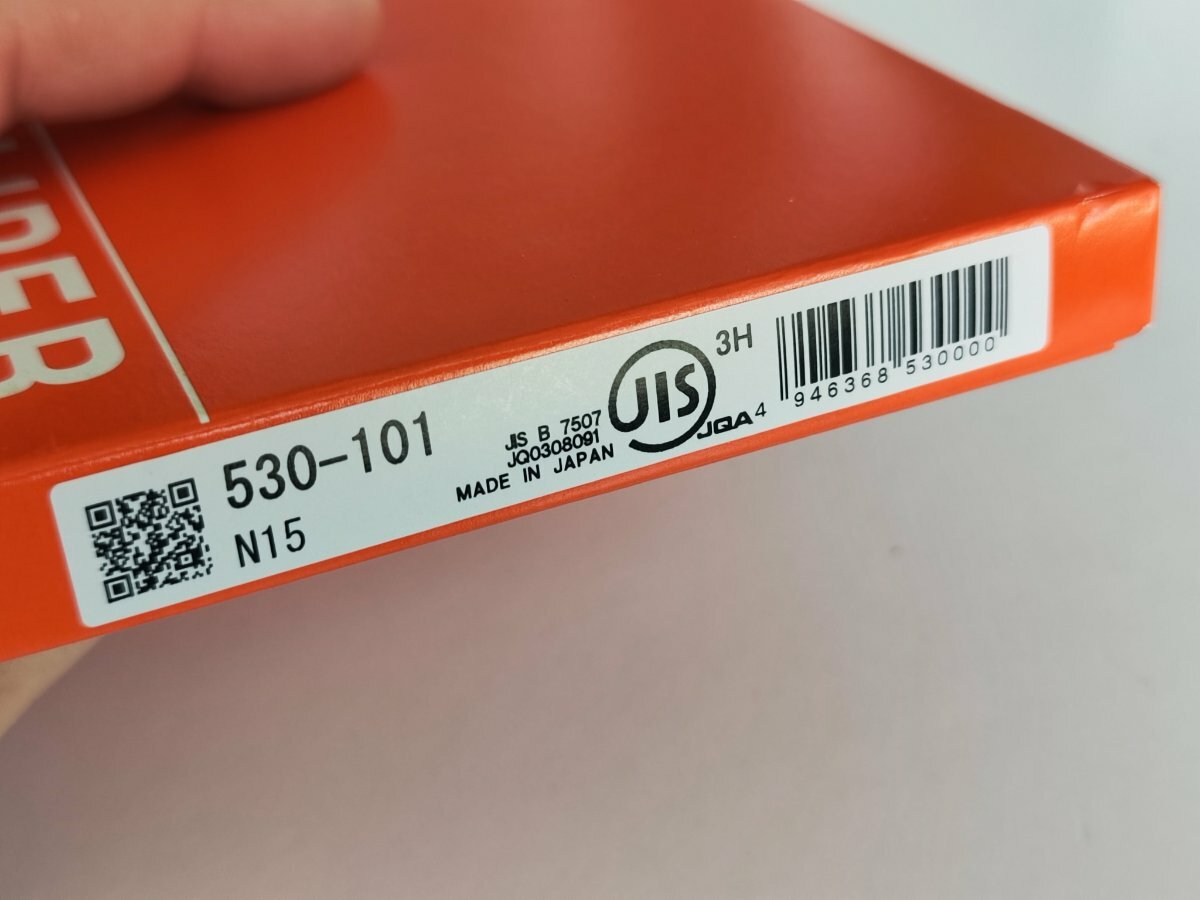 530-101
N15
JIS B 7507
JQ0308091
MADE IN JAPAN
JIS
JQA
3H
4 946368 530000